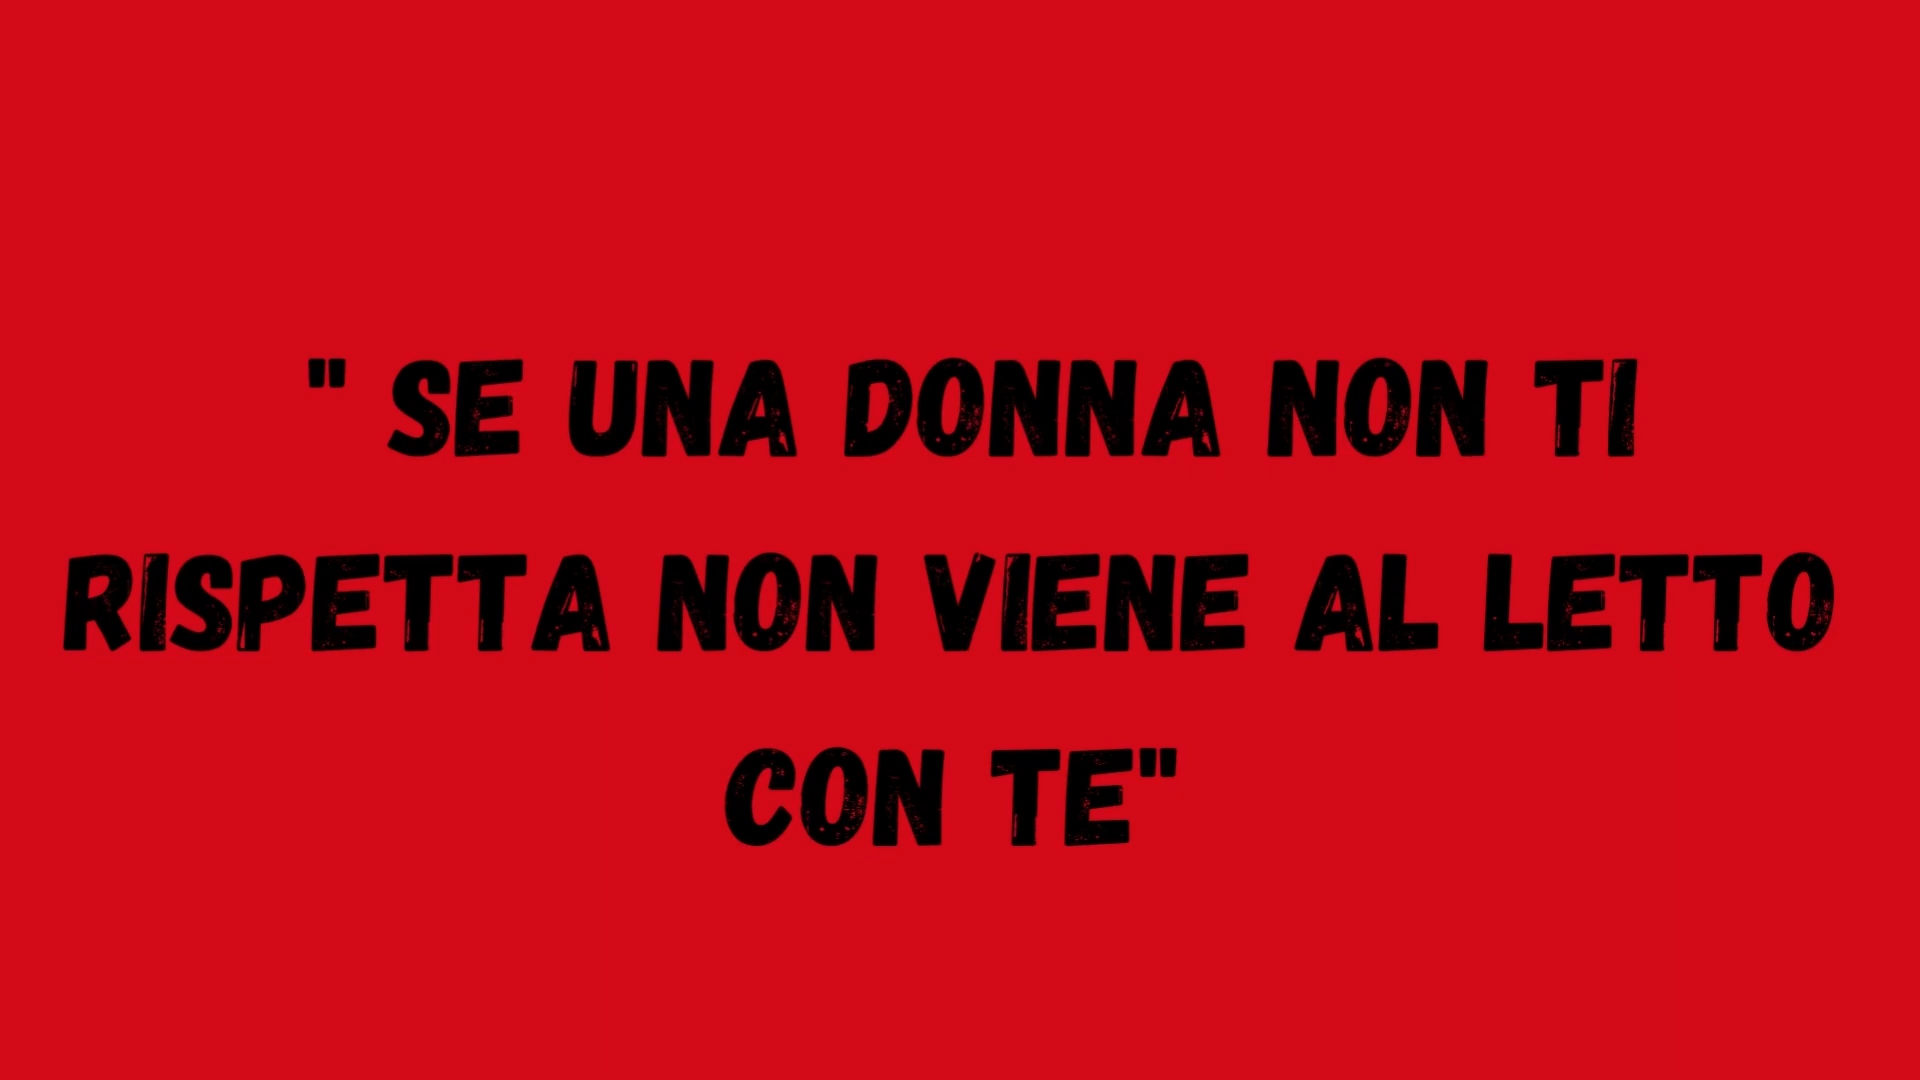 " SE UNA DONNA NON TI
RISPETTA NON VIENE AL LETTO
CON TE"